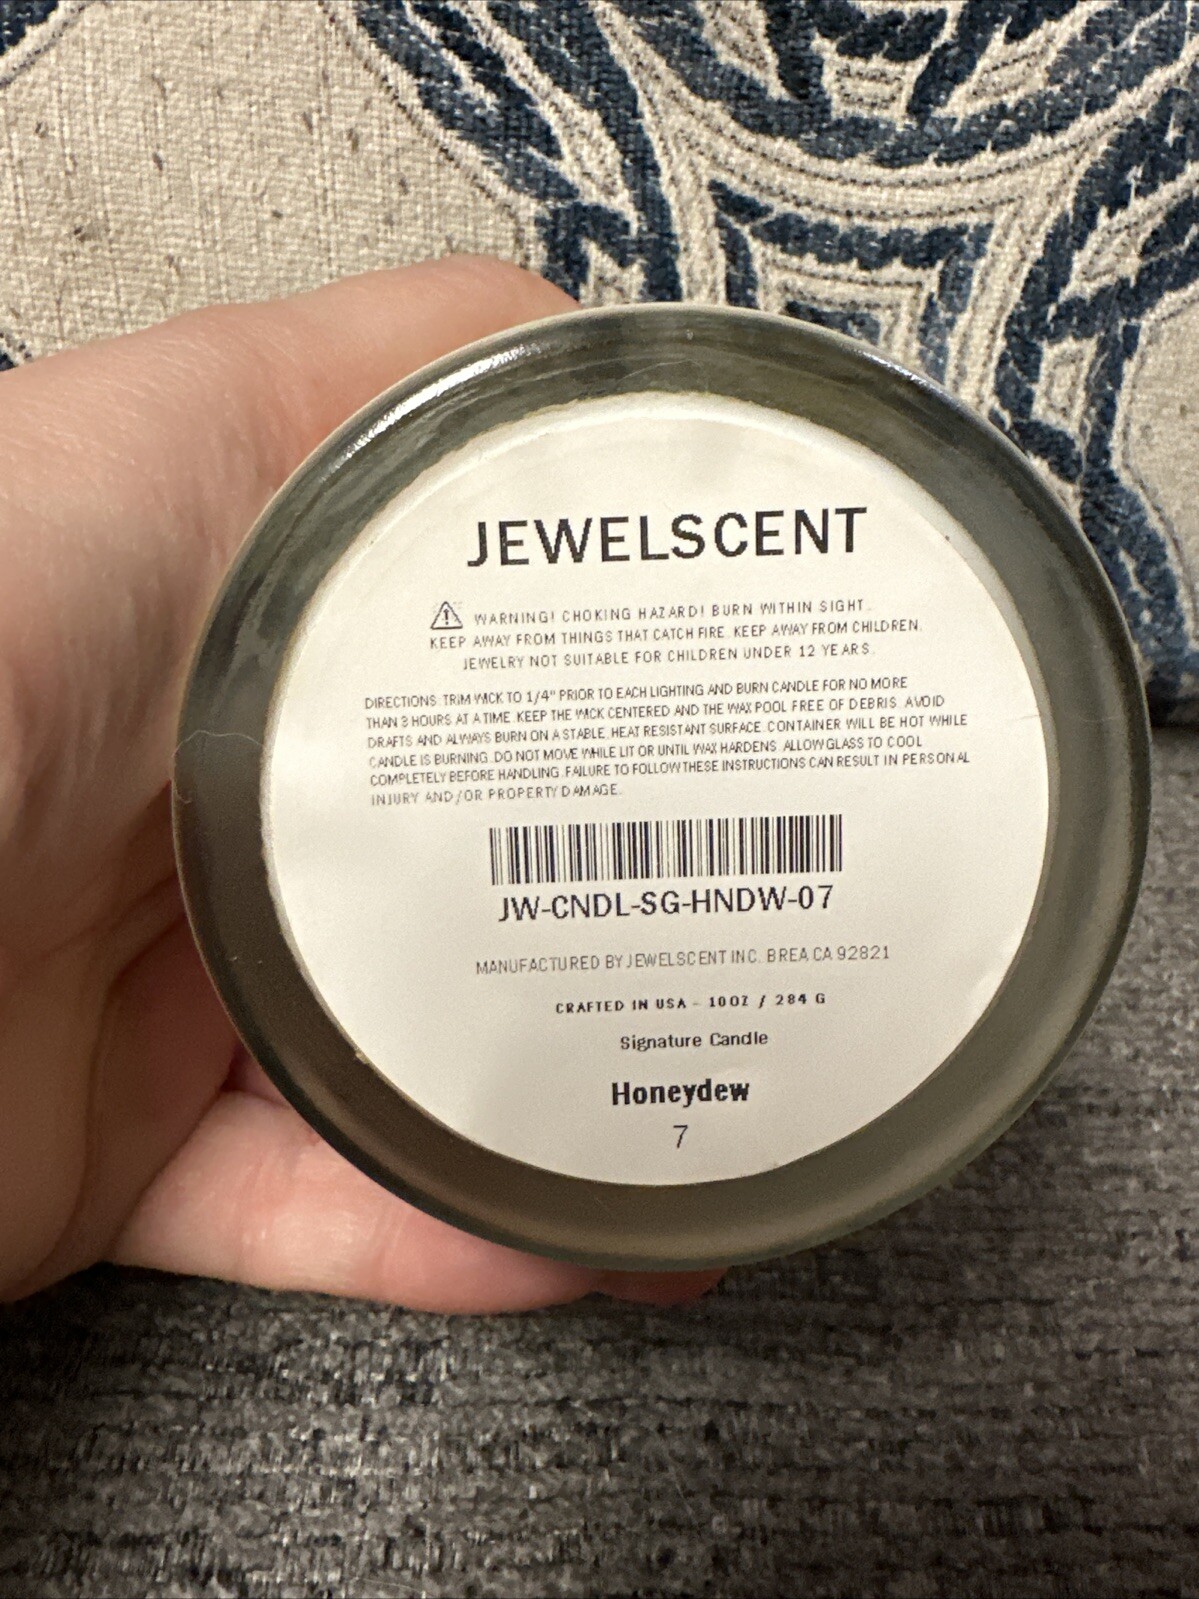 JEWELSCENT
WARNING! CHOKING HAZARD! BURN WITHIN SIGHT.
KEEP AWAY FROM THINGS THAT CATCH FIRE. KEEP AWAY FROM CHILDREN.
JEWELRY NOT SUITABLE FOR CHILDREN UNDER 12 YEARS.
DIRECTIONS: TRIM WICK TO 1/4" PRIOR TO EACH LIGHTING AND BURN CANDLE FOR NO MORE
THAN 3 HOURS AT A TIME. KEEP THE WICK CENTERED AND THE WAX POOL FREE OF DEBRIS. AVOID
DRAFTS AND ALWAYS BURN ON A STABLE, HEAT RESISTANT SURFACE. CONTAINER WILL BE HOT WHILE
CANDLE IS BURNING. DO NOT MOVE WHILE LIT OR UNTIL WAX HARDENS. ALLOW GLASS TO COOL
COMPLETELY BEFORE HANDLING. FAILURE TO FOLLOW THESE INSTRUCTIONS CAN RESULT IN PERSONAL
INJURY AND/OR PROPERTY DAMAGE.
JW-CNDL-SG-HNDW-07
MANUFACTURED BY JEWELSCENT INC. BREA CA 92821
CRAFTED IN USA - 10OZ / 284 G
Signature Candle
Honeydew
7